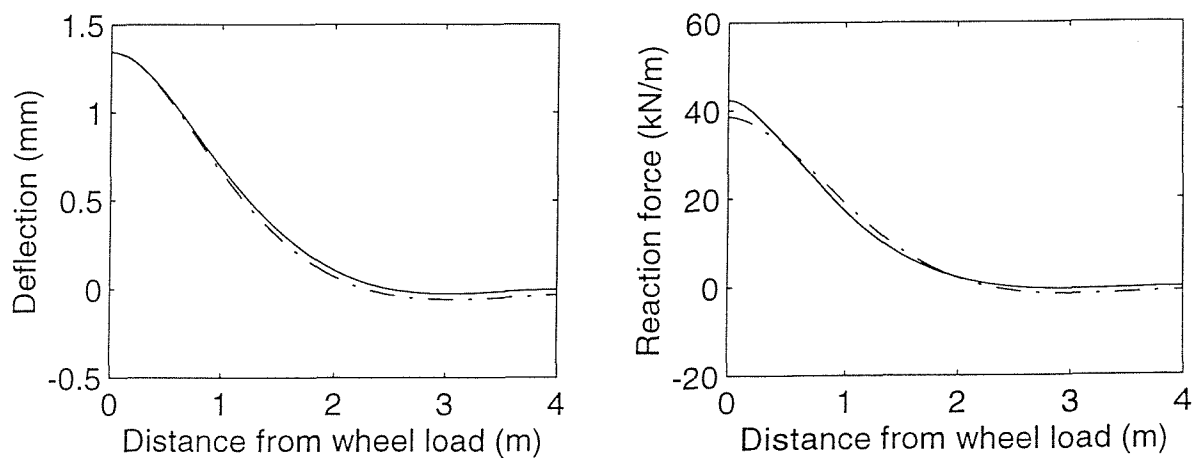 Deflection (mm)
1.5
1
0.5
0
-0.5
0 1 2 3 4
Distance from wheel load (m)
Reaction force (kN/m)
60
40
20
0
-20
0 1 2 3 4
Distance from wheel load (m)